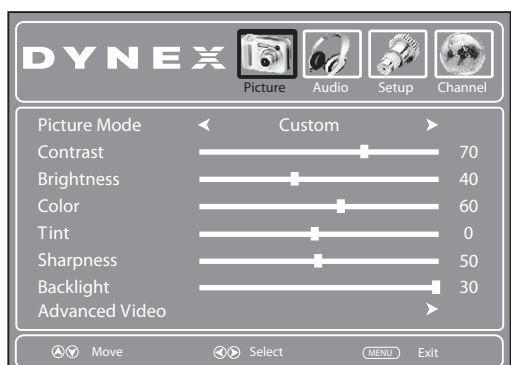 DYNEX
Picture Audio Setup Channel
Picture Mode Custom
Contrast 70
Brightness 40
Color 60
Tint 0
Sharpness 50
Backlight 30
Advanced Video
Move Select MENU Exit